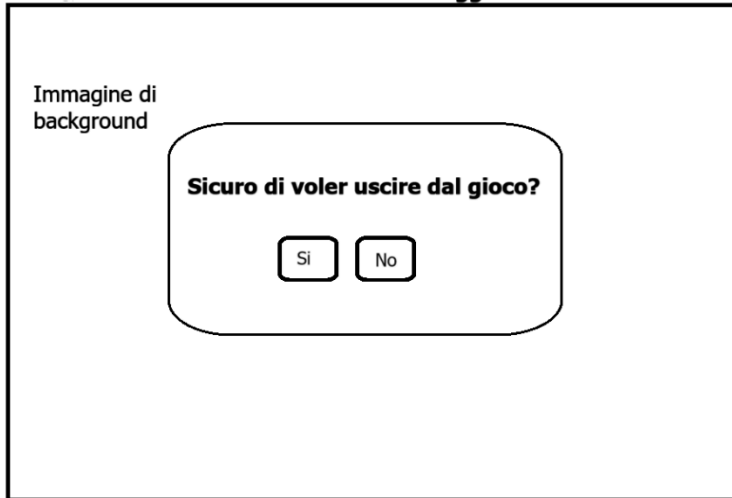 Immagine di
background
Sicuro di voler uscire dal gioco?
Si
No